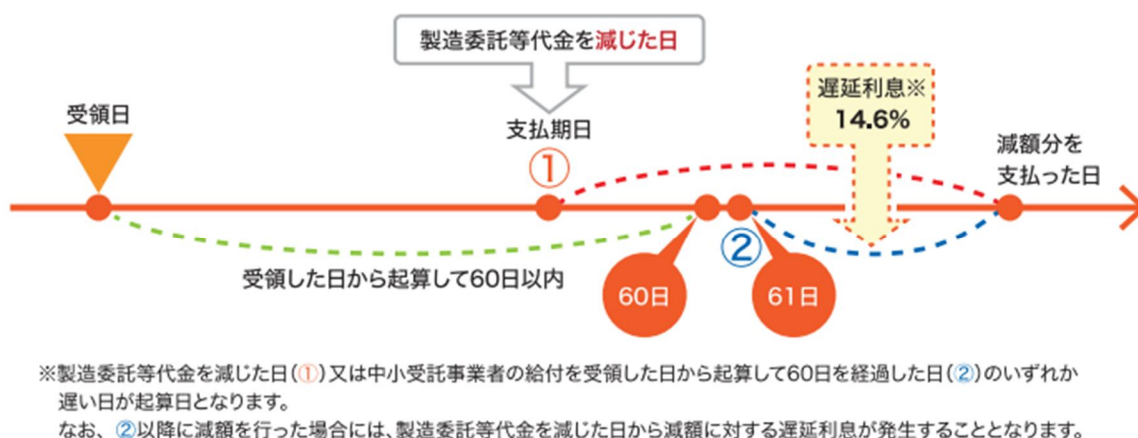 製造委託等代金を減じた日
受領日
支払期日
①
遅延利息※
14.6%
減額分を
支払った日
受領した日から起算して60日以内
60日
②
61日
※製造委託等代金を減じた日(①)又は中小受託事業者の給付を受領した日から起算して60日を経過した日(②)のいずれか
遅い日が起算日となります。
なお、②以降に減額を行った場合には、製造委託等代金を減じた日から減額に対する遅延利息が発生することとなります。